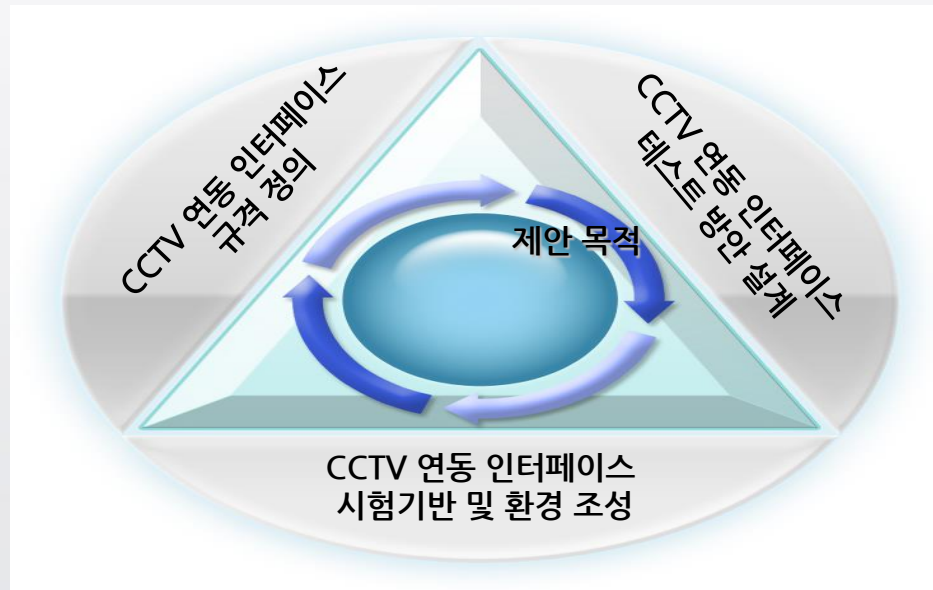 CCTV 연동 인터페이스
규격 정의
CCTV 연동 인터페이스
테스트 방안 설계
제안 목적
CCTV 연동 인터페이스
시험기반 및 환경 조성